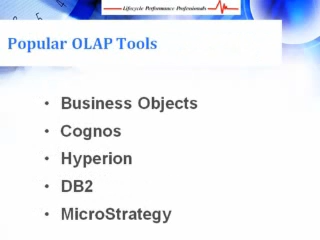 Lifecycle Performance Professionals
Popular OLAP Tools
• Business Objects
• Cognos
• Hyperion
• DB2
• MicroStrategy